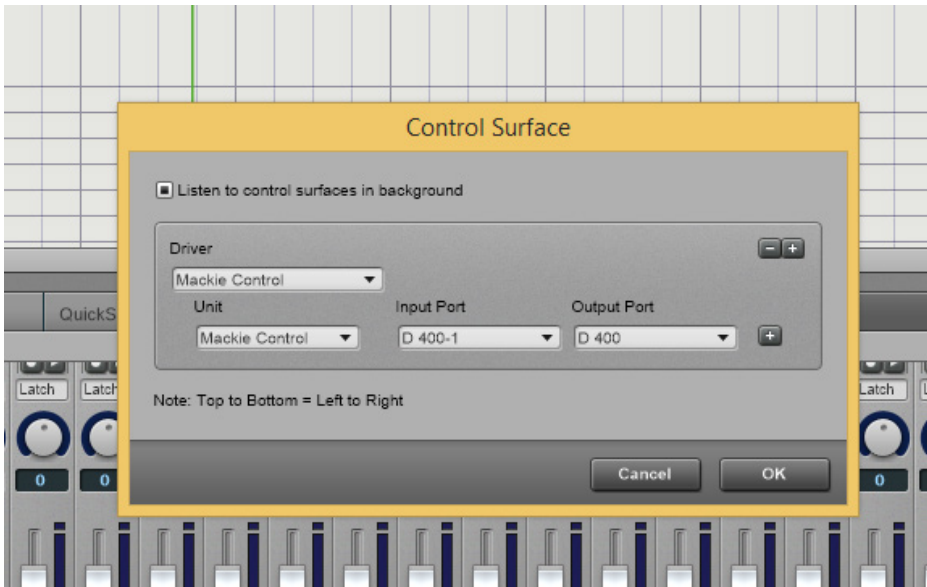 Control Surface
Listen to control surfaces in background
Driver
Mackie Control
Unit Input Port Output Port
Mackie Control D 400-1 D 400
QuickS
Note: Top to Bottom = Left to Right
Latch Latch Latch
Cancel OK
0 0 0